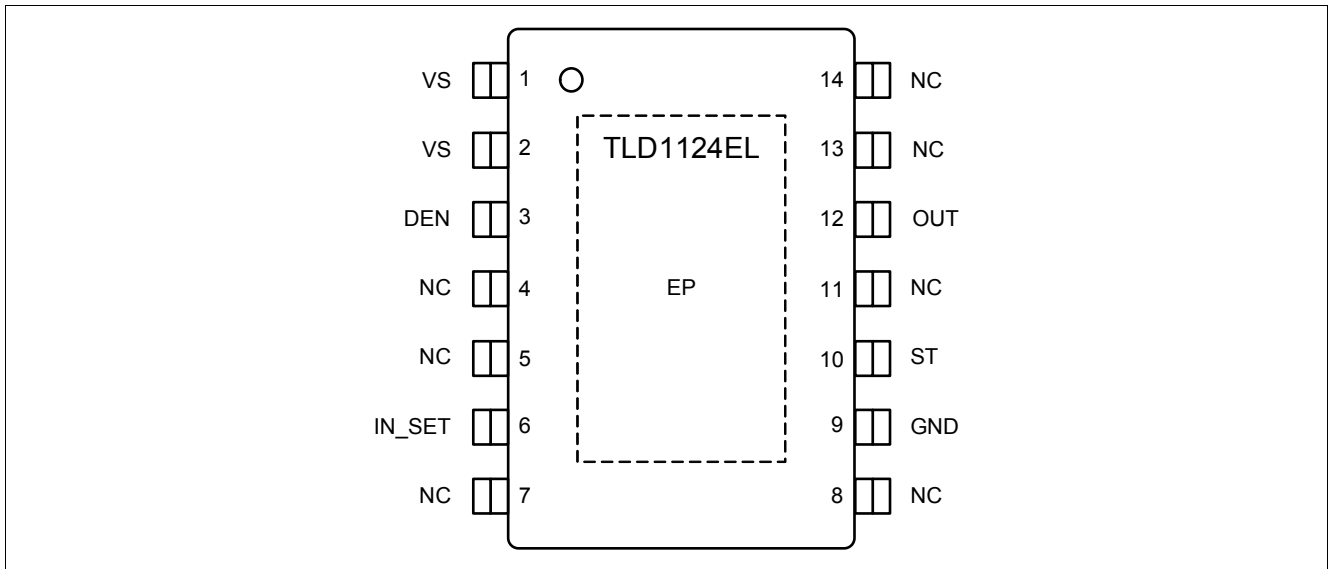 VS 1 14 NC
TLD1124EL
VS 2 13 NC
DEN 3 12 OUT
NC 4 EP 11 NC
NC 5 10 ST
IN_SET 6 9 GND
NC 7 8 NC